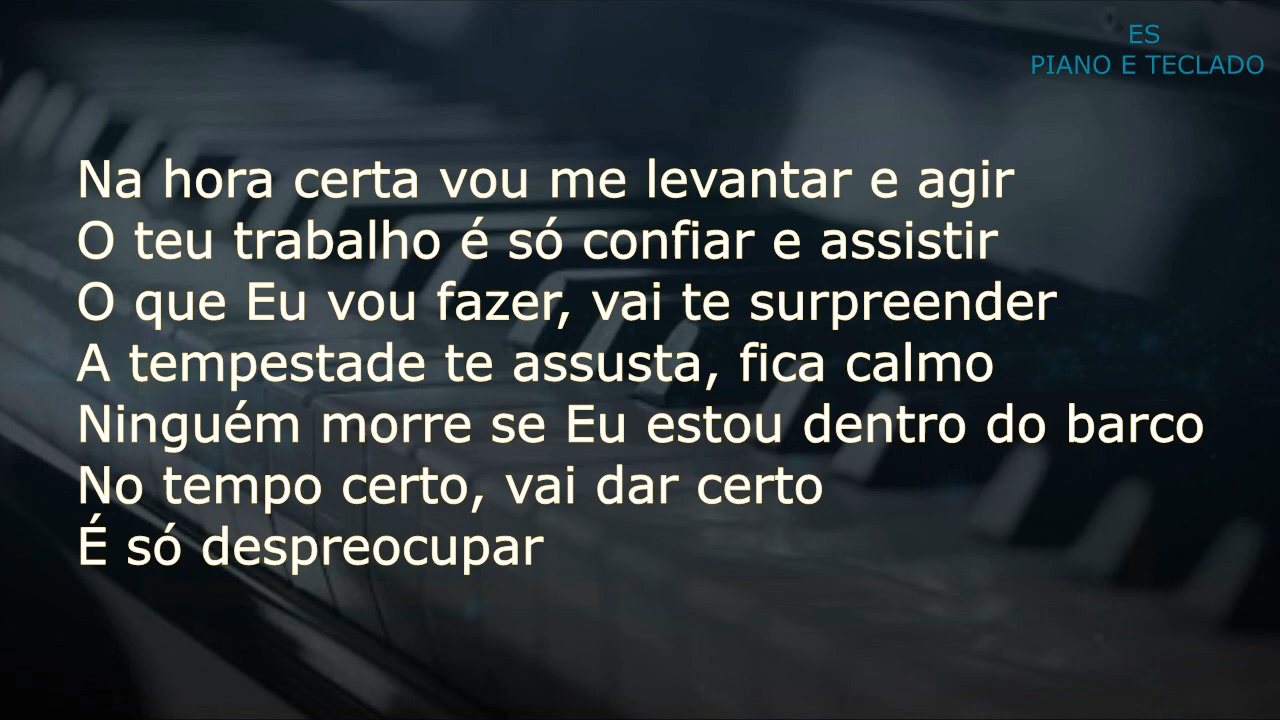 ES
PIANO E TECLADO
Na hora certa vou me levantar e agir
O teu trabalho é só confiar e assistir
O que Eu vou fazer, vai te surpreender
A tempestade te assusta, fica calmo
Ninguém morre se Eu estou dentro do barco
No tempo certo, vai dar certo
É só despreocupar